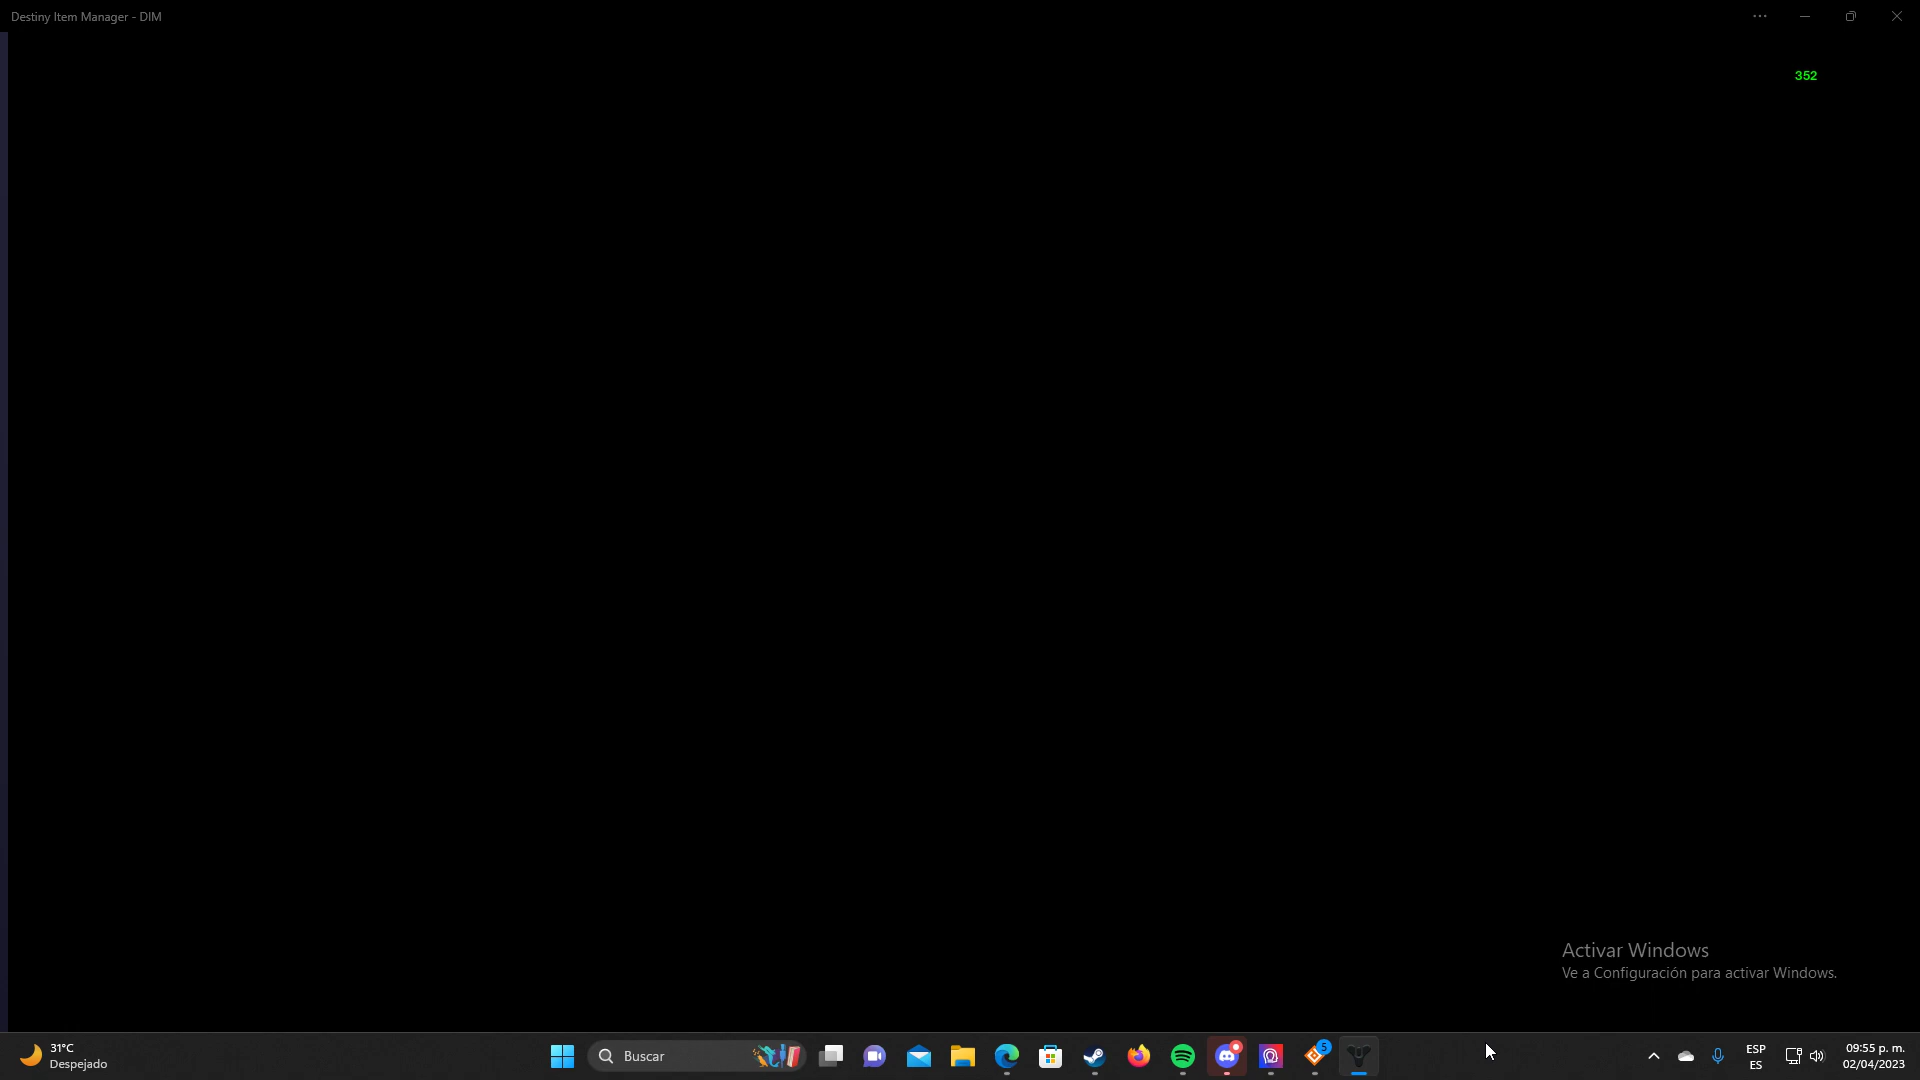 Destiny Item Manager - DIM
352
Activar Windows
Ve a Configuración para activar Windows.
31°C
Despejado
Buscar
5
ESP
ES
09:55 p. m.
02/04/2023